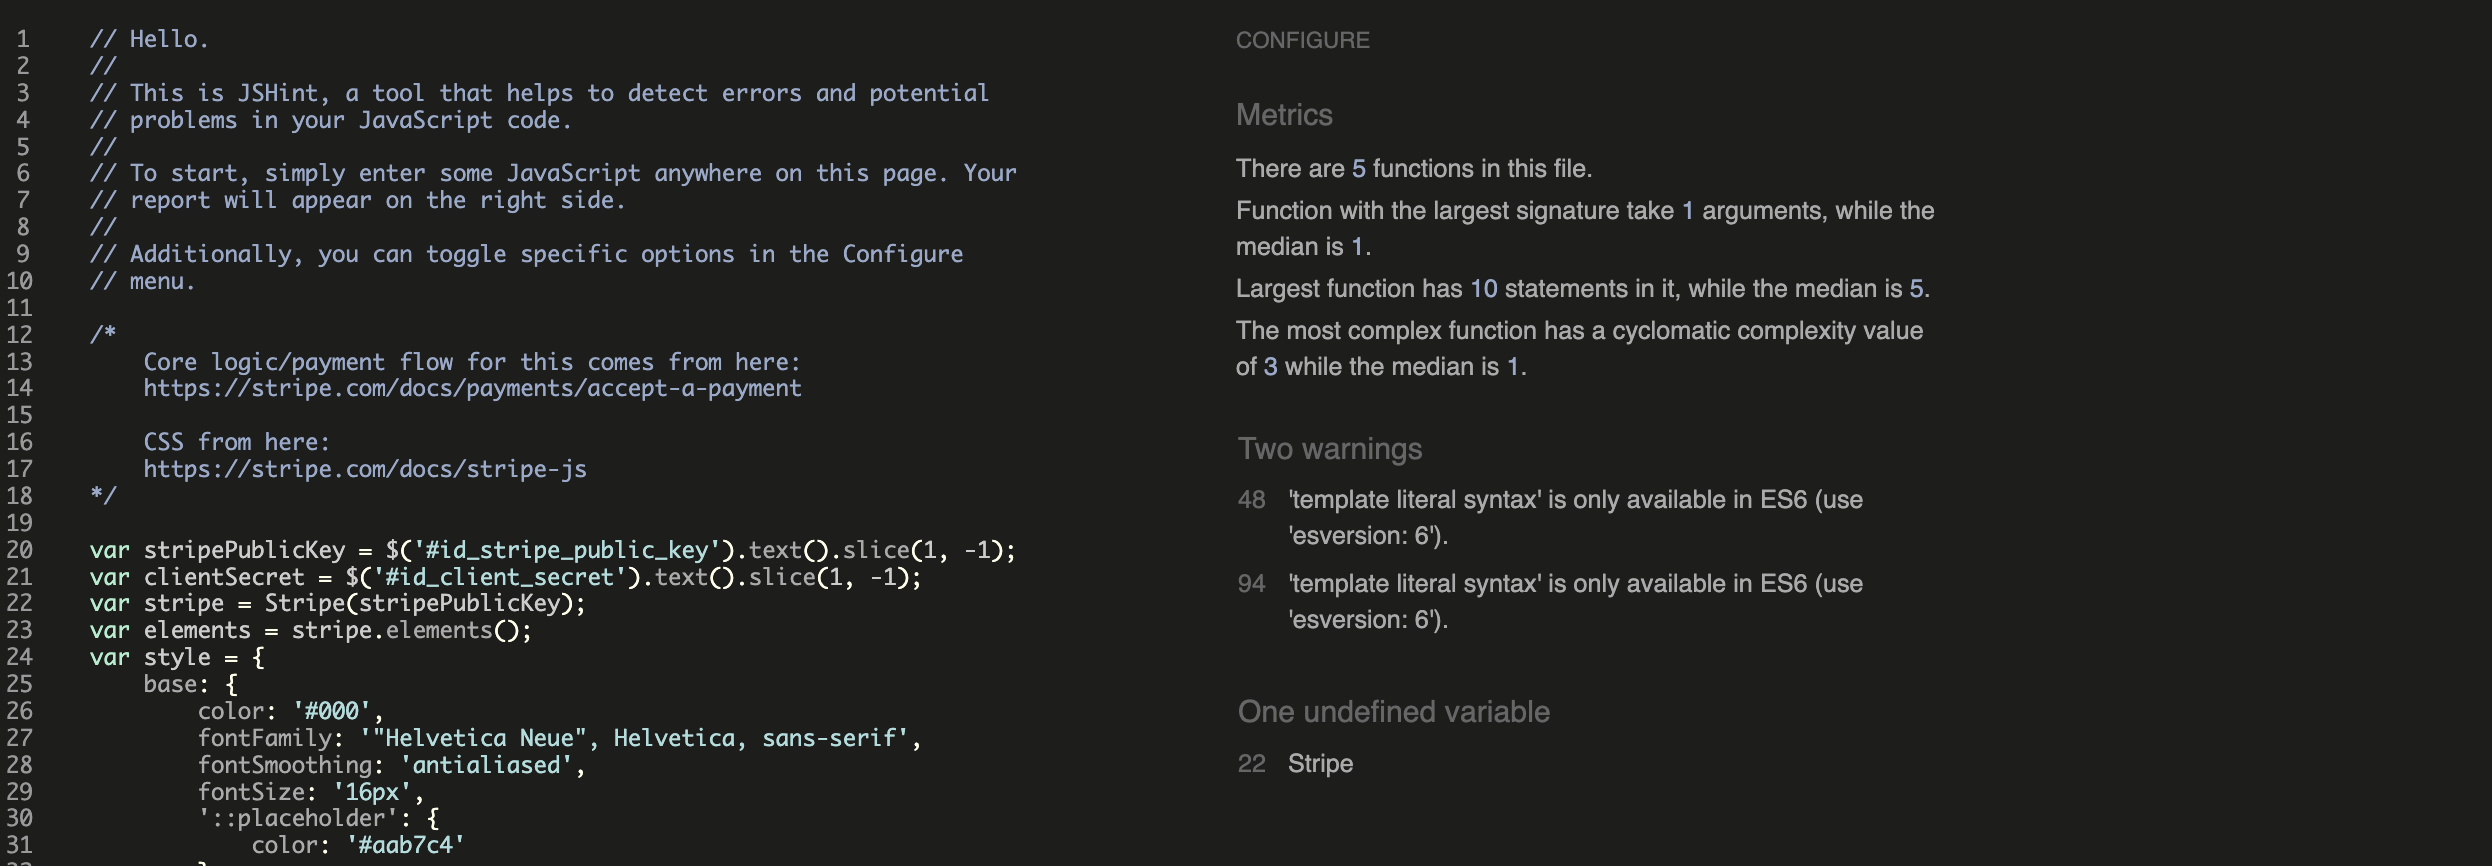 1 // Hello.
2 //
3 // This is JSHint, a tool that helps to detect errors and potential
4 // problems in your JavaScript code.
5 //
6 // To start, simply enter some JavaScript anywhere on this page. Your
7 // report will appear on the right side.
8 //
9 // Additionally, you can toggle specific options in the Configure
10 // menu.
11
12 /*
13 Core logic/payment flow for this comes from here:
14 https://stripe.com/docs/payments/accept-a-payment
15
16 CSS from here:
17 https://stripe.com/docs/stripe-js
18 */
19
20 var stripePublicKey = $('#id_stripe_public_key').text().slice(1, -1);
21 var clientSecret = $('#id_client_secret').text().slice(1, -1);
22 var stripe = Stripe(stripePublicKey);
23 var elements = stripe.elements();
24 var style = {
25 base: {
26 color: '#000',
27 fontFamily: '"Helvetica Neue", Helvetica, sans-serif',
28 fontSmoothing: 'antialiased',
29 fontSize: '16px',
30 '::placeholder': {
31 color: '#aab7c4'
CONFIGURE
Metrics
There are 5 functions in this file.
Function with the largest signature take 1 arguments, while the
median is 1.
Largest function has 10 statements in it, while the median is 5.
The most complex function has a cyclomatic complexity value
of 3 while the median is 1.
Two warnings
48 'template literal syntax' is only available in ES6 (use
'esversion: 6').
94 'template literal syntax' is only available in ES6 (use
'esversion: 6').
One undefined variable
22 Stripe